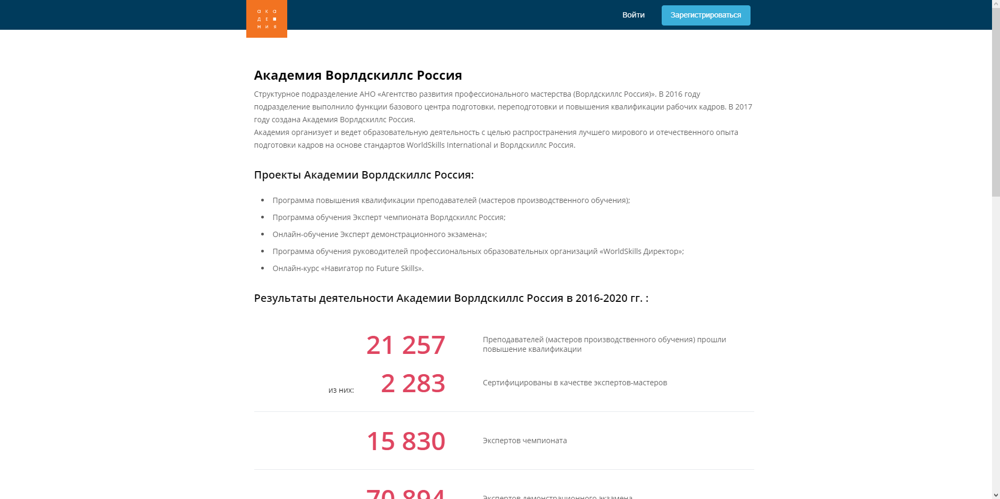 а к а
Д Е
М И Я
Войти
Зарегистрироваться
Академия Ворлдскиллс Россия
Структурное подразделение АНО «Агентство развития профессионального мастерства (Ворлдскиллс Россия)». В 2016 году
подразделение выполнило функции базового центра подготовки, переподготовки и повышения квалификации рабочих кадров. В 2017
году создана Академия Ворлдскиллс Россия.
Академия организует и ведет образовательную деятельность с целью распространения лучшего мирового и отечественного опыта
подготовки кадров на основе стандартов WorldSkills International и Ворлдскиллс Россия.
Проекты Академии Ворлдскиллс Россия:
Программа повышения квалификации преподавателей (мастеров производственного обучения);
Программа обучения Эксперт чемпионата Ворлдскиллс Россия;
Онлайн-обучение Эксперт демонстрационного экзамена»;
Программа обучения руководителей профессиональных образовательных организаций «WorldSkills Директор»;
Онлайн-курс «Навигатор по Future Skills».
Результаты деятельности Академии Ворлдскиллс Россия в 2016-2020 гг. :
21 257
Преподавателей (мастеров производственного обучения) прошли
повышение квалификации
из них:
2 283
Сертифицированы в качестве экспертов-мастеров
15 830
Экспертов чемпионата
70 894
Экспертов демонстрационного экзамена